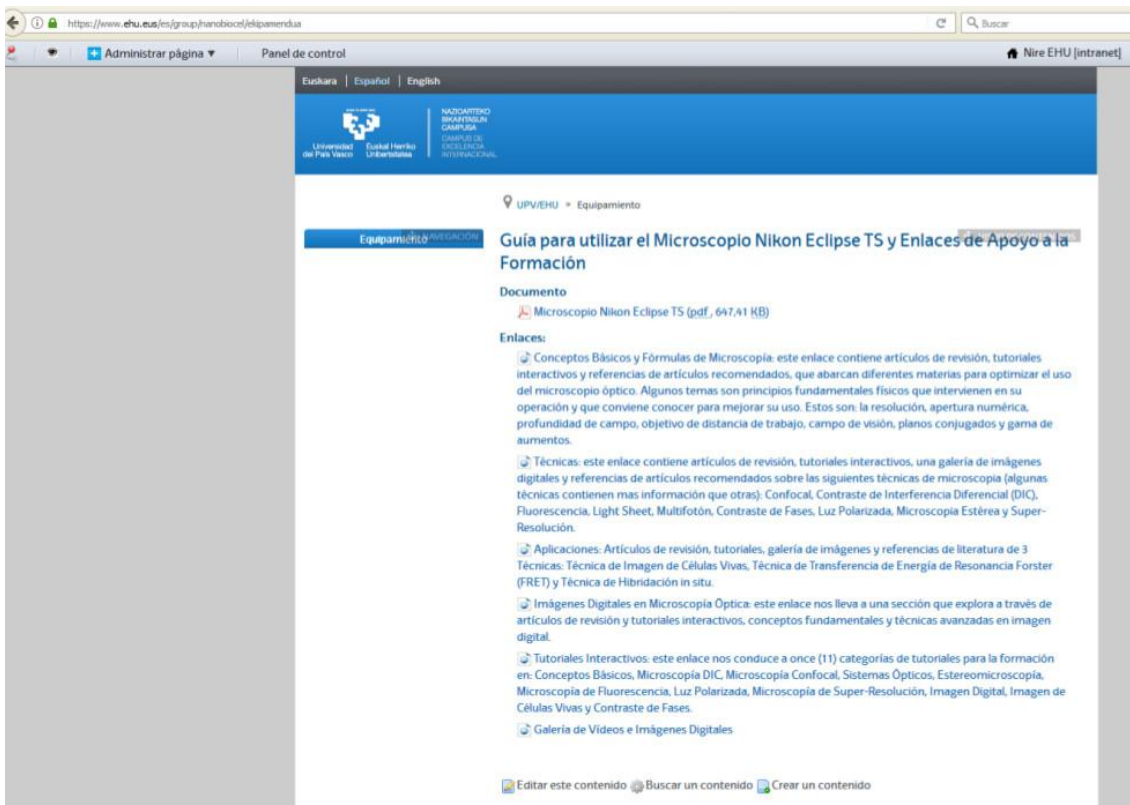 https://www.ehu.eus/es/group/nanobiocel/ekipamendua
Buscar
Administrar página ▼
Panel de control
Nire EHU [intranet]
Euskara | Español | English
Universidad del País Vasco
Euskal Herriko Unibertsitatea
NAZIOARTEKO
BIKAINTASUN
CAMPUSA
CAMPUS DE
EXCELENCIA
INTERNACIONAL
UPV/EHU » Equipamiento
Equipamiento
NAVEGACIÓN
Guía para utilizar el Microscopio Nikon Eclipse TS y Enlaces de Apoyo a la
Formación
Documento
Microscopio Nikon Eclipse TS (pdf , 647,41 KB)
Enlaces:
Conceptos Básicos y Fórmulas de Microscopía: este enlace contiene artículos de revisión, tutoriales
interactivos y referencias de artículos recomendados, que abarcan diferentes materias para optimizar el uso
del microscopio óptico. Algunos temas son principios fundamentales físicos que intervienen en su
operación y que conviene conocer para mejorar su uso. Estos son: la resolución, apertura numérica,
profundidad de campo, objetivo de distancia de trabajo, campo de visión, planos conjugados y gama de
aumentos.
Técnicas: este enlace contiene artículos de revisión, tutoriales interactivos, una galería de imágenes
digitales y referencias de artículos recomendados sobre las siguientes técnicas de microscopia (algunas
técnicas contienen mas información que otras): Confocal, Contraste de Interferencia Diferencial (DIC),
Fluorescencia, Light Sheet, Multifotón, Contraste de Fases, Luz Polarizada, Microscopia Estérea y Super-
Resolución.
Aplicaciones: Artículos de revisión, tutoriales, galería de imágenes y referencias de literatura de 3
Técnicas: Técnica de Imagen de Células Vivas, Técnica de Transferencia de Energía de Resonancia Forster
(FRET) y Técnica de Hibridación in situ.
Imágenes Digitales en Microscopía Óptica: este enlace nos lleva a una sección que explora a través de
artículos de revisión y tutoriales interactivos, conceptos fundamentales y técnicas avanzadas en imagen
digital.
Tutoriales Interactivos: este enlace nos conduce a once (11) categorías de tutoriales para la formación
en: Conceptos Básicos, Microscopía DIC, Microscopía Confocal, Sistemas Ópticos, Estereomicroscopía,
Microscopía de Fluorescencia, Luz Polarizada, Microscopía de Super-Resolución, Imagen Digital, Imagen de
Células Vivas y Contraste de Fases.
Galería de Vídeos e Imágenes Digitales
Editar este contenido Buscar un contenido Crear un contenido